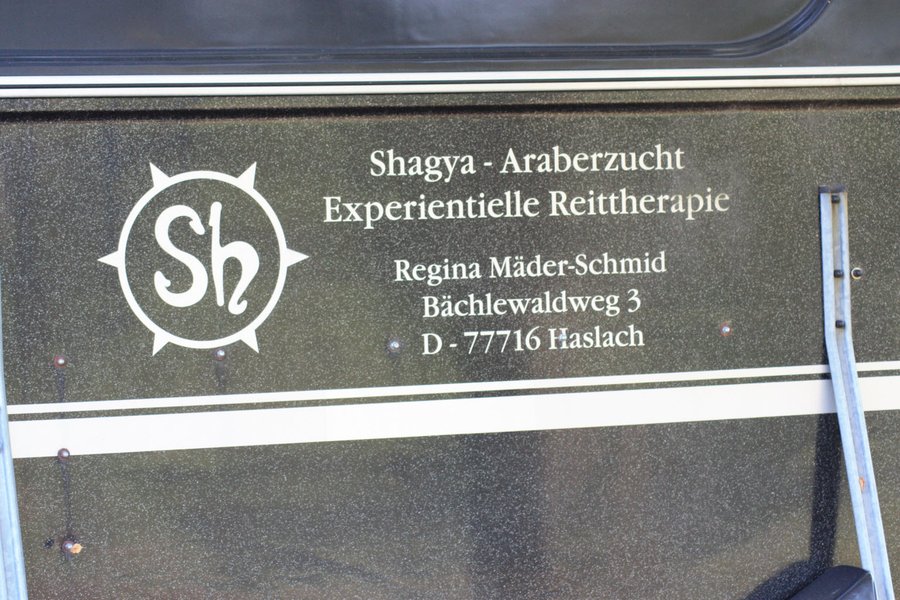 Sh
Shagya - Araberzucht
Experientielle Reittherapie
Regina Mäder-Schmid
Bächlewaldweg 3
D - 77716 Haslach